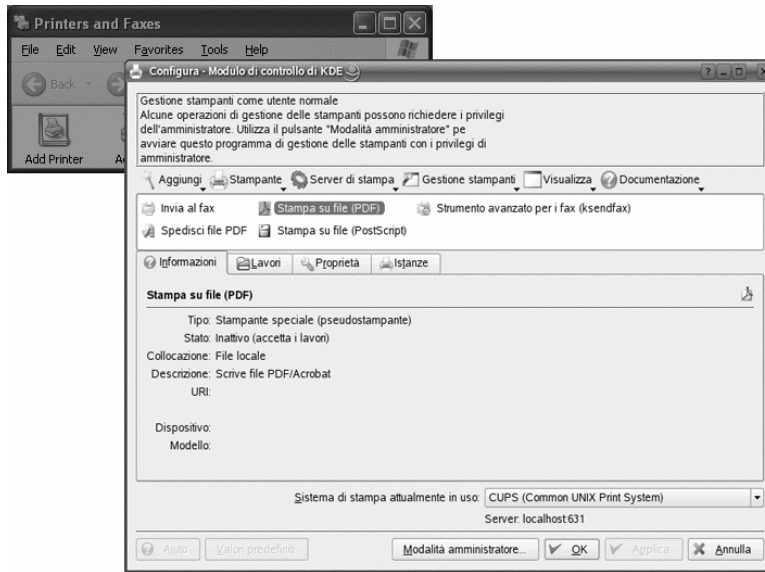 Printers and Faxes
File Edit View Favorites Tools Help
Back
Add Printer
Configura - Modulo di controllo di KDE
Gestione stampanti come utente normale
Alcune operazioni di gestione delle stampanti possono richiedere i privilegi
dell'amministratore. Utilizza il pulsante "Modalità amministratore" pe
avviare questo programma di gestione delle stampanti con i privilegi di
amministratore.
Aggiungi Stampante Server di stampa Gestione stampanti Visualizza Documentazione
Invia al fax Stampa su file (PDF) Strumento avanzato per i fax (ksendfax)
Spedisci file PDF Stampa su file (PostScript)
Informazioni Lavori Proprietà Istanze
Stampa su file (PDF)
Tipo: Stampante speciale (pseudostampante)
Stato: Inattivo (accetta i lavori)
Collocazione: File locale
Descrizione: Scrive file PDF/Acrobat
URI:
Dispositivo:
Modello:
Sistema di stampa attualmente in uso: CUPS (Common UNIX Print System)
Server: localhost:631
Aiuto Valori predefiniti Modalità amministratore... OK Applica Annulla